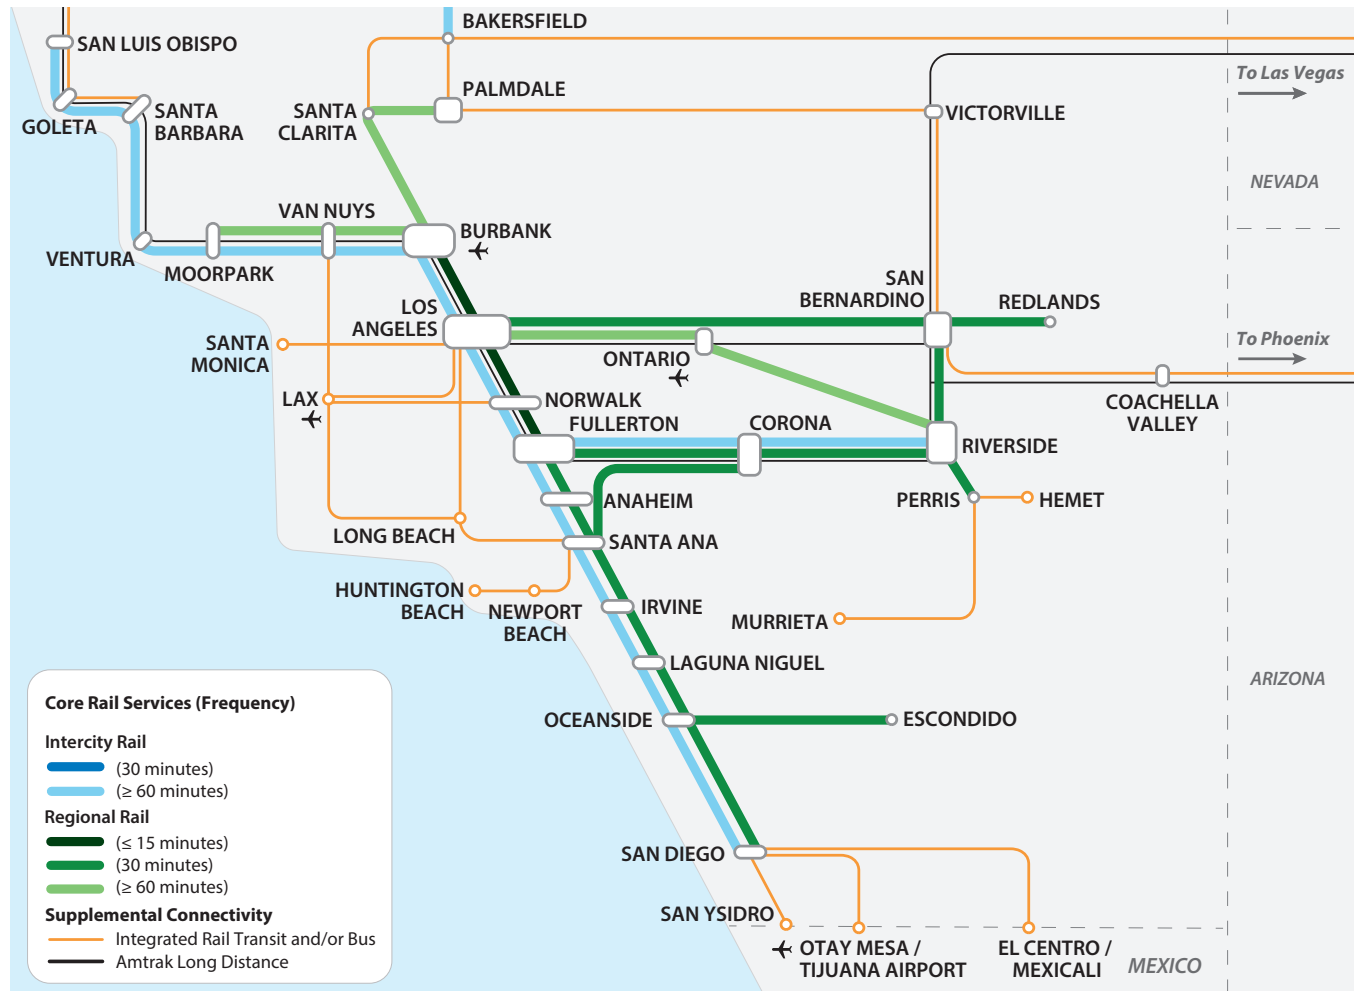 BAKERSFIELD
SAN LUIS OBISPO
To Las Vegas
PALMDALE
SANTA
BARBARA
GOLETA
SANTA
CLARITA
VICTORVILLE
NEVADA
VAN NUYS
BURBANK
VENTURA
MOORPARK
SAN
BERNARDINO
REDLANDS
LOS
ANGELES
SANTA
MONICA
ONTARIO
To Phoenix
LAX
NORWALK
COACHELLA
VALLEY
FULLERTON
CORONA
RIVERSIDE
ANAHEIM
PERRIS
HEMET
LONG BEACH
SANTA ANA
HUNTINGTON
BEACH
NEWPORT
BEACH
IRVINE
MURRIETA
LAGUNA NIGUEL
ARIZONA
OCEANSIDE
ESCONDIDO
SAN DIEGO
SAN YSIDRO
OTAY MESA /
TIJUANA AIRPORT
EL CENTRO /
MEXICALI
MEXICO
Core Rail Services (Frequency)
Intercity Rail
(30 minutes)
(≥ 60 minutes)
Regional Rail
(≤ 15 minutes)
(30 minutes)
(≥ 60 minutes)
Supplemental Connectivity
Integrated Rail Transit and/or Bus
Amtrak Long Distance